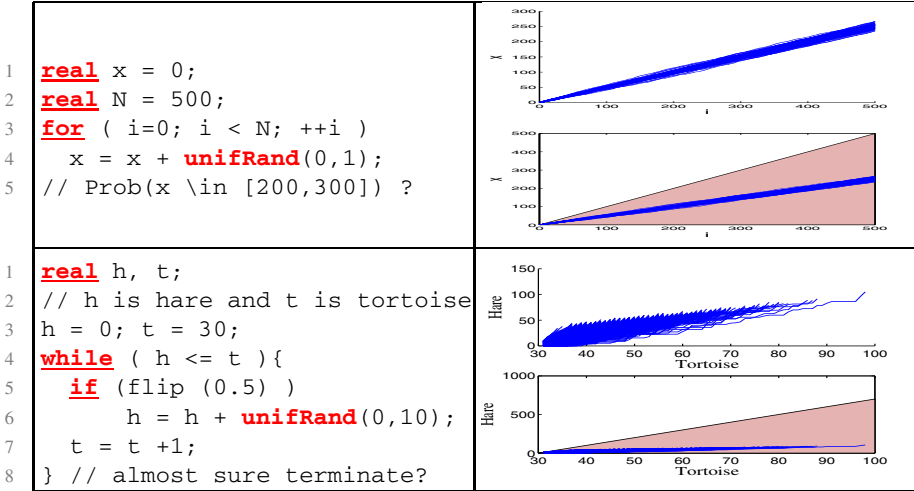 1 real x = 0;
2 real N = 500;
3 for ( i=0; i < N; ++i )
4 x = x + unifRand(0,1);
5 // Prob(x \in [200,300]) ?
300
250
200
150
100
50
0
x
0 100 200 300 400 500
i
500
400
300
200
100
0
x
0 100 200 300 400 500
i
1 real h, t;
2 // h is hare and t is tortoise
3 h = 0; t = 30;
4 while ( h <= t ){
5 if (flip (0.5) )
6 h = h + unifRand(0,10);
7 t = t +1;
8 } // almost sure terminate?
150
100
50
0
Hare
30 40 50 60 70 80 90 100
Tortoise
1000
500
0
Hare
30 40 50 60 70 80 90 100
Tortoise